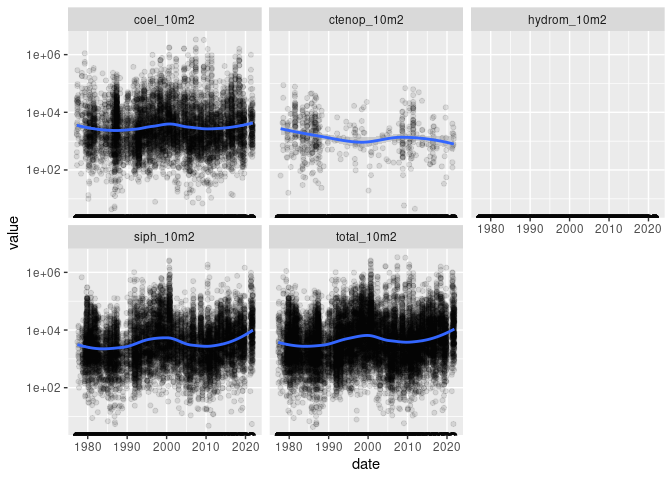 coel_10m2 ctenop_10m2 hydrom_10m2
1e+06
1e+04
1e+02
1980 1990 2000 2010 2020
value
siph_10m2 total_10m2
1e+06
1e+04
1e+02
1980 1990 2000 2010 2020 1980 1990 2000 2010 2020
date